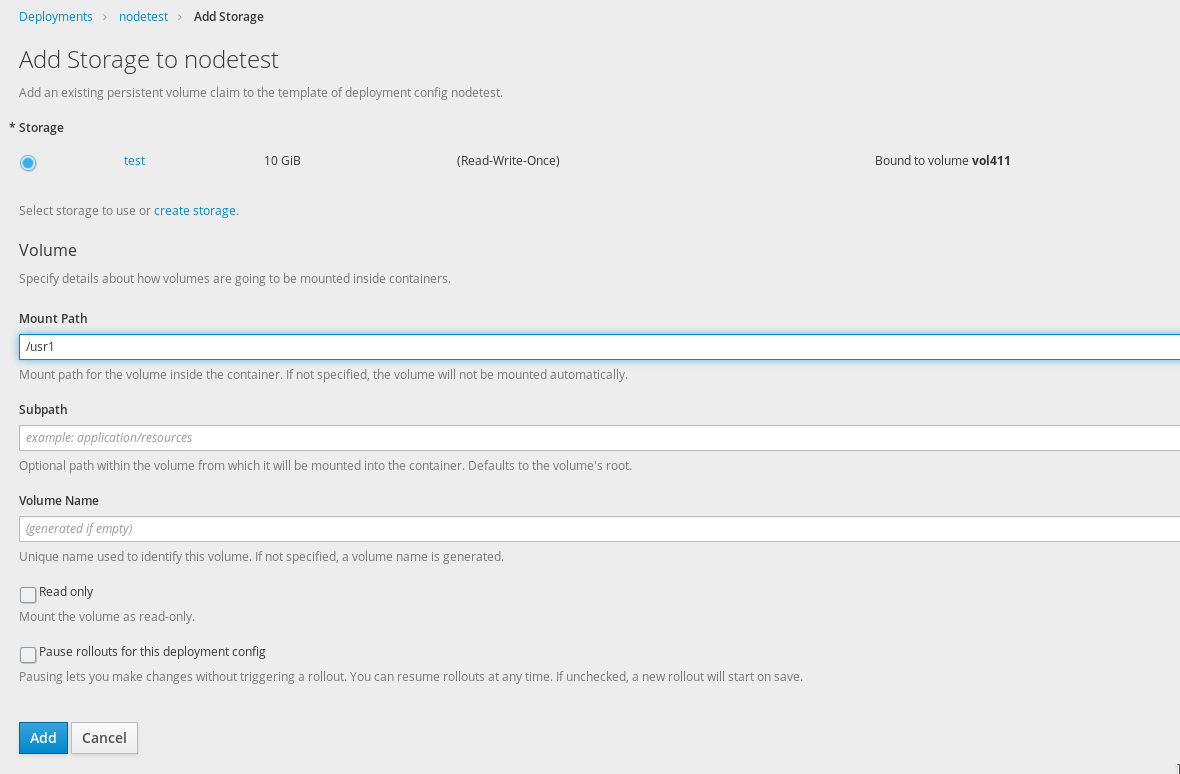 Deployments › nodetest › Add Storage
Add Storage to nodetest
Add an existing persistent volume claim to the template of deployment config nodetest.
* Storage
test 10 GiB (Read-Write-Once) Bound to volume vol411
Select storage to use or create storage.
Volume
Specify details about how volumes are going to be mounted inside containers.
Mount Path
/usr1
Mount path for the volume inside the container. If not specified, the volume will not be mounted automatically.
Subpath
example: application/resources
Optional path within the volume from which it will be mounted into the container. Defaults to the volume's root.
Volume Name
(generated if empty)
Unique name used to identify this volume. If not specified, a volume name is generated.
Read only
Mount the volume as read-only.
Pause rollouts for this deployment config
Pausing lets you make changes without triggering a rollout. You can resume rollouts at any time. If unchecked, a new rollout will start on save.
Add Cancel